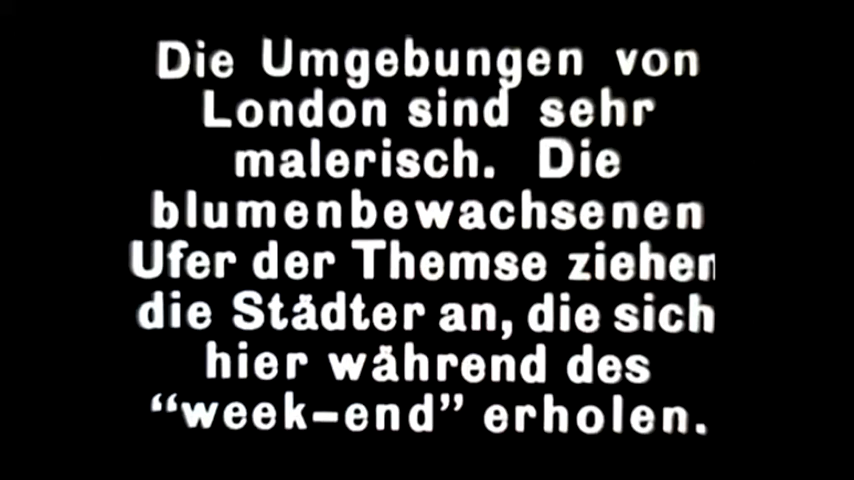 Die Umgebungen von
London sind sehr
malerisch. Die
blumenbewachsenen
Ufer der Themse ziehen
die Städter an, die sich
hier während des
“week-end” erholen.